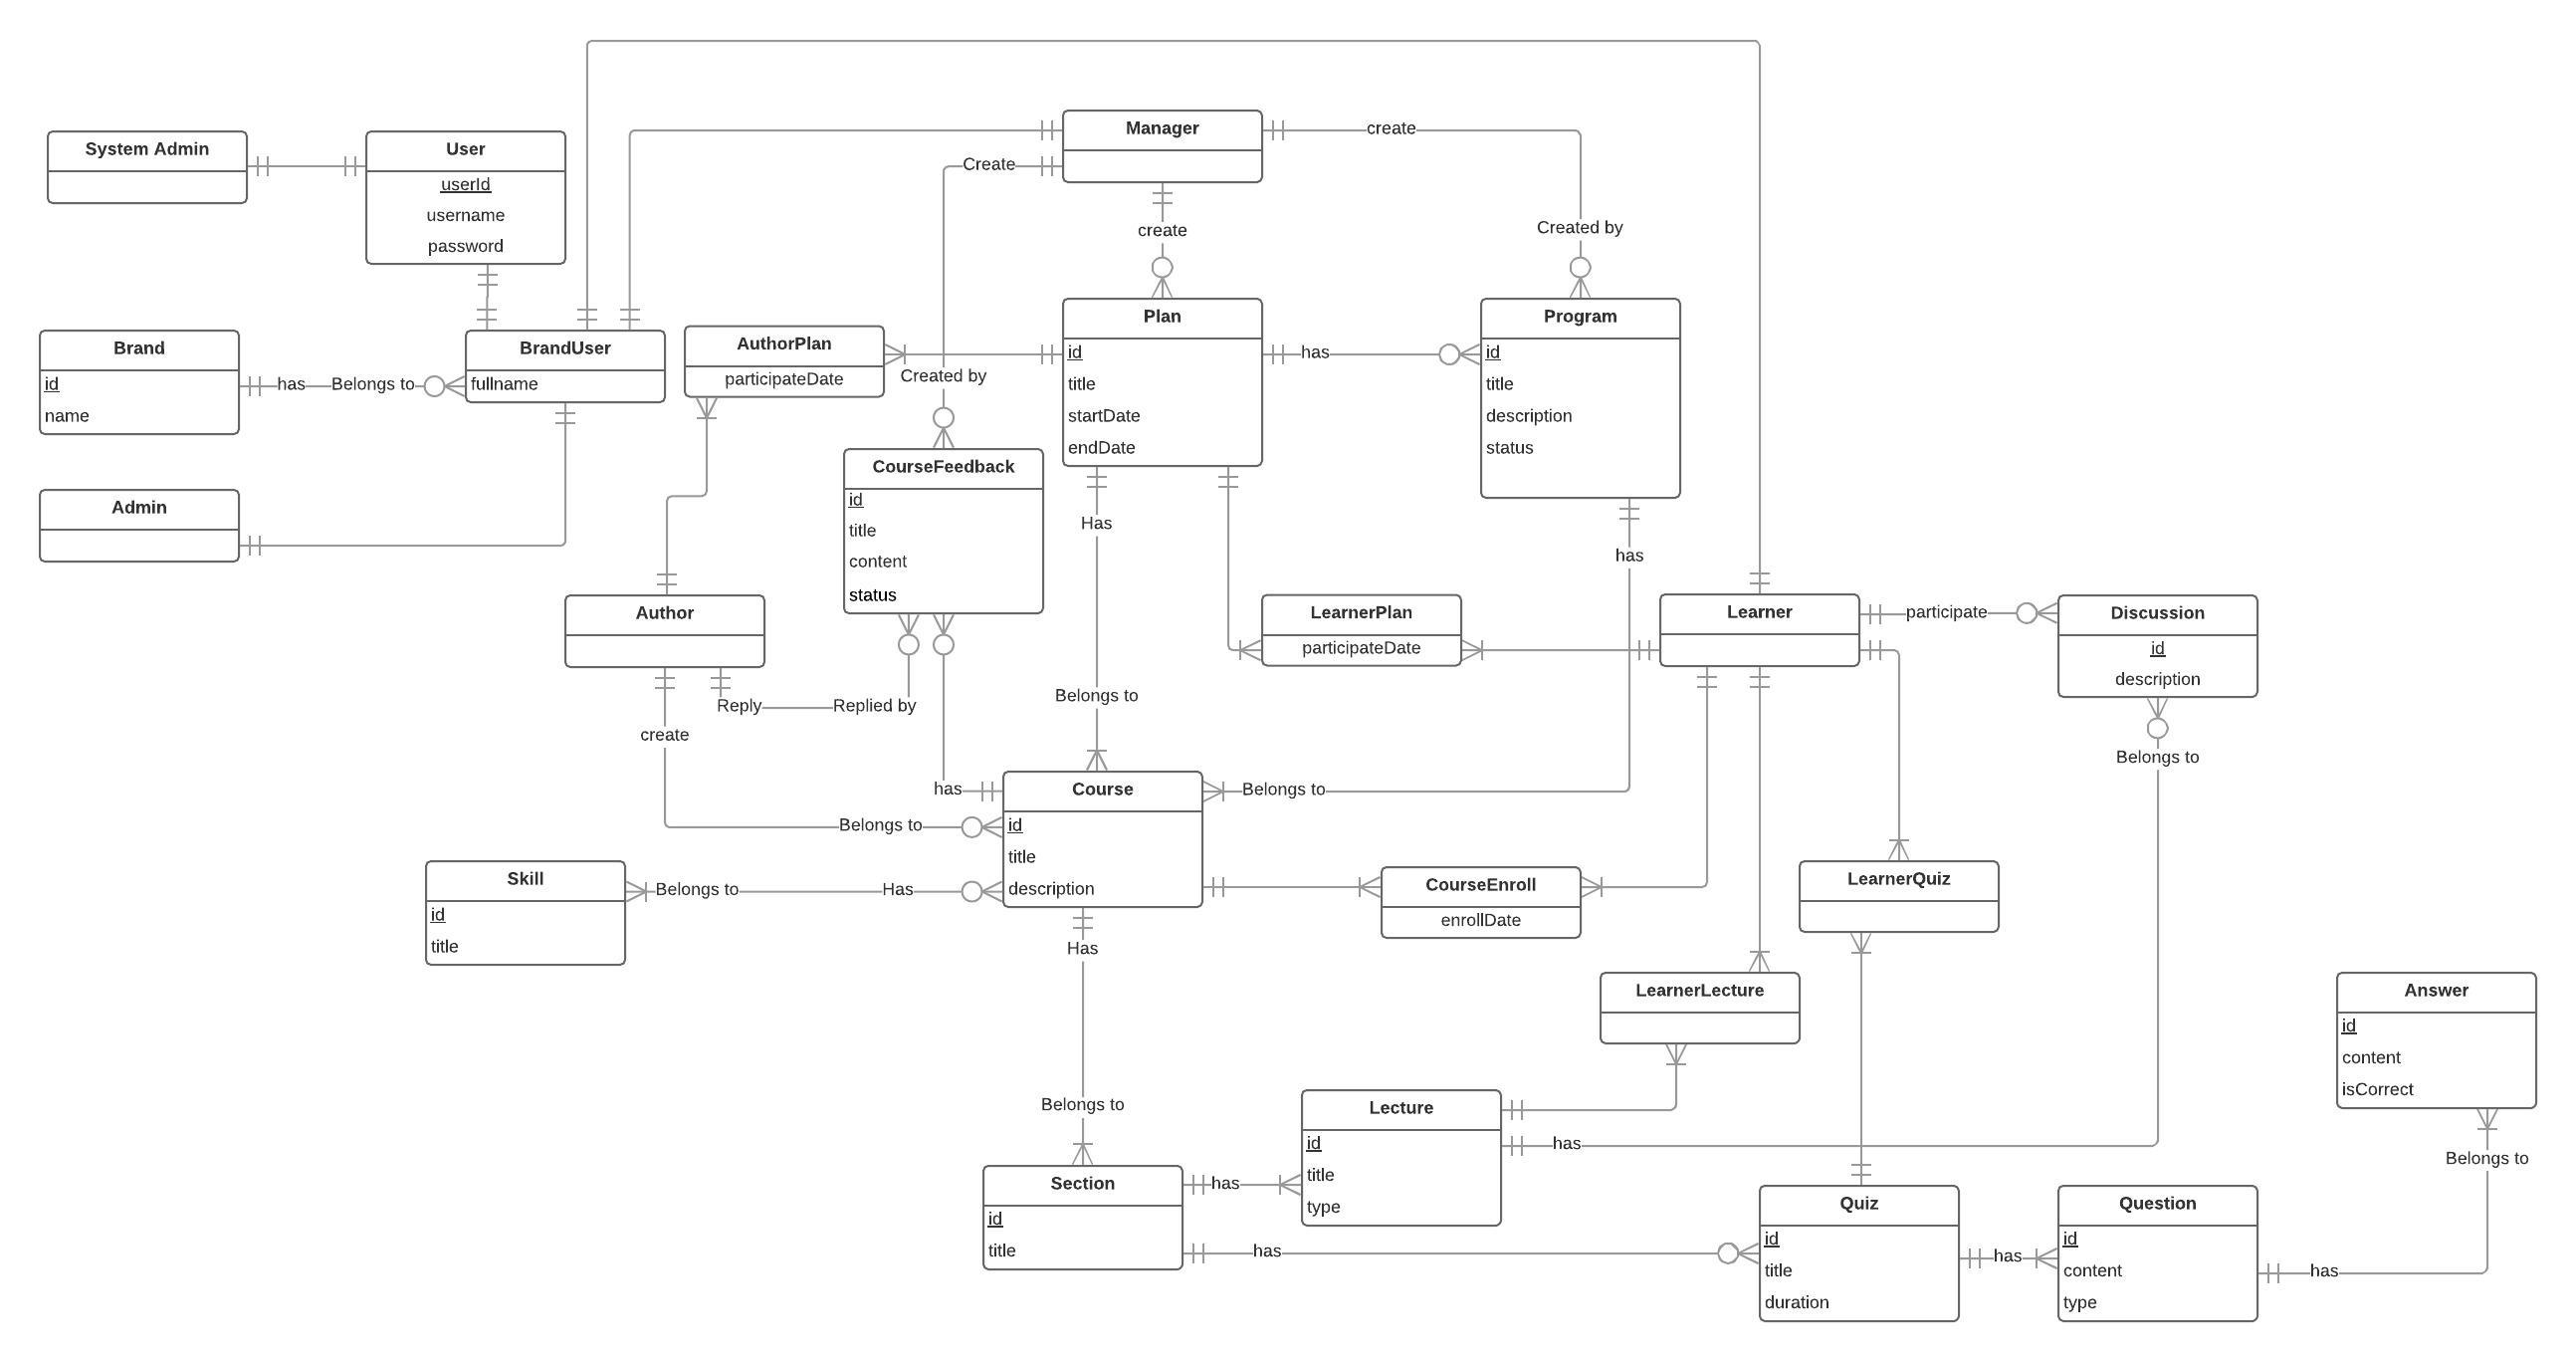 Manager
create
System Admin
User
userId
username
password
Create
create
Created by
Brand
id
name
has
Belongs to
BrandUser
fullname
AuthorPlan
participateDate
Created by
Plan
id
title
startDate
endDate
has
Program
id
title
description
status
Admin
CourseFeedback
id
title
content
status
Has
has
Author
LearnerPlan
participateDate
Learner
participate
Discussion
id
description
Reply
Replied by
create
Belongs to
Belongs to
has
Course
id
title
description
Belongs to
Belongs to
Skill
id
title
Belongs to
Has
CourseEnroll
enrollDate
LearnerQuiz
Has
LearnerLecture
Answer
id
content
isCorrect
Belongs to
Lecture
id
title
type
has
Belongs to
Section
id
title
has
has
Quiz
id
title
duration
has
Question
id
content
type
has